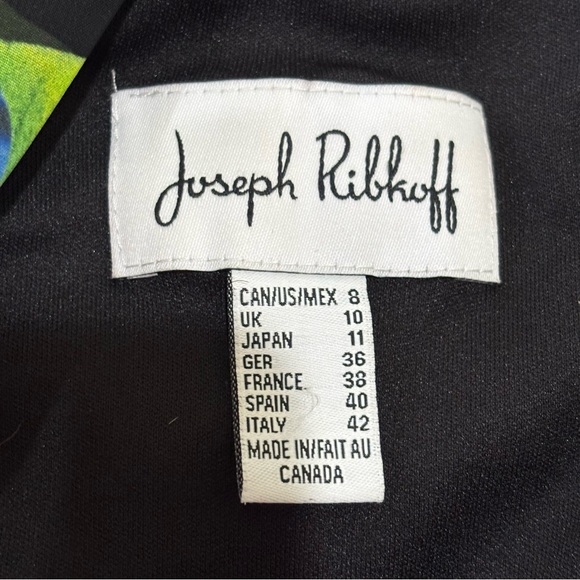 Joseph Ribkoff
CAN/US/MEX 8
UK 10
JAPAN 11
GER 36
FRANCE 38
SPAIN 40
ITALY 42
MADE IN/FAIT AU
CANADA